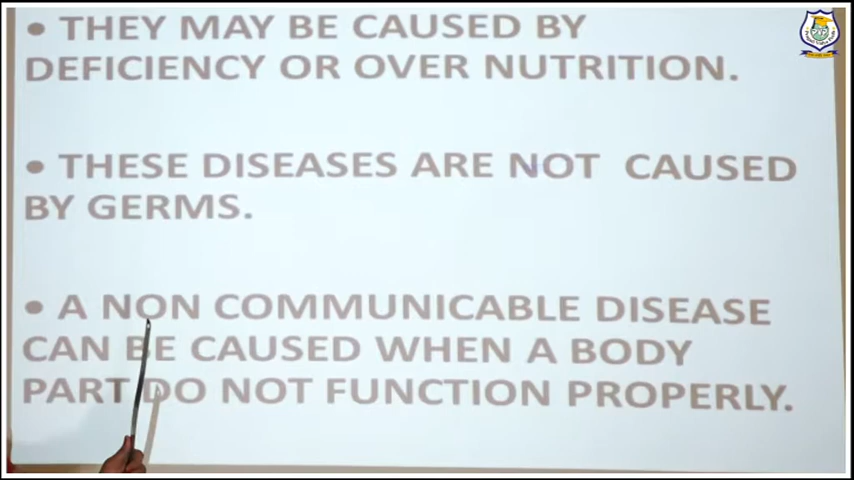 • THEY MAY BE CAUSED BY
DEFICIENCY OR OVER NUTRITION.
• THESE DISEASES ARE NOT CAUSED
BY GERMS.
• A NON COMMUNICABLE DISEASE
CAN BE CAUSED WHEN A BODY
PART DO NOT FUNCTION PROPERLY.